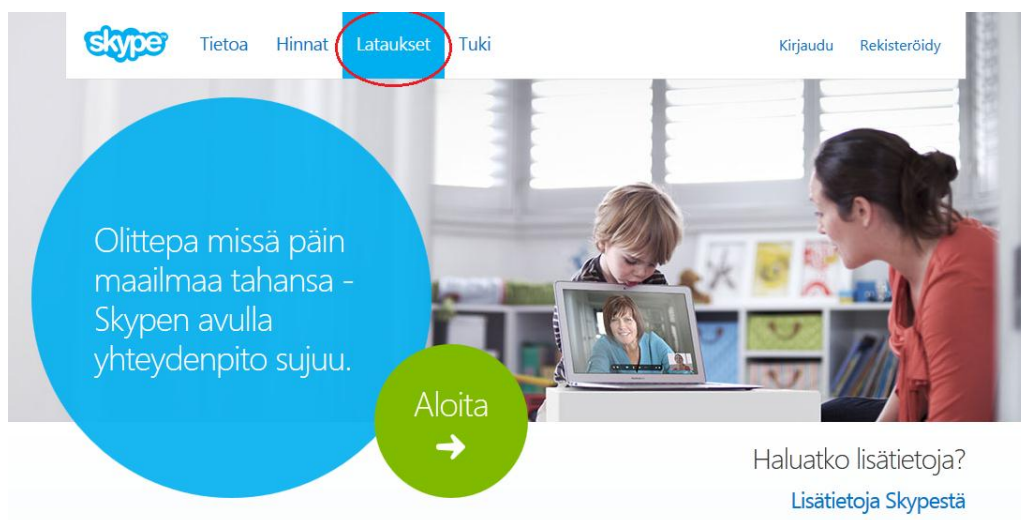 skype Tietoa Hinnat Lataukset Tuki Kirjaudu Rekisteröidy
Olittepa missä päin
maailmaa tahansa -
Skypen avulla
yhteydenpito sujuu.
Aloita
Haluatko lisätietoja?
Lisätietoja Skypestä